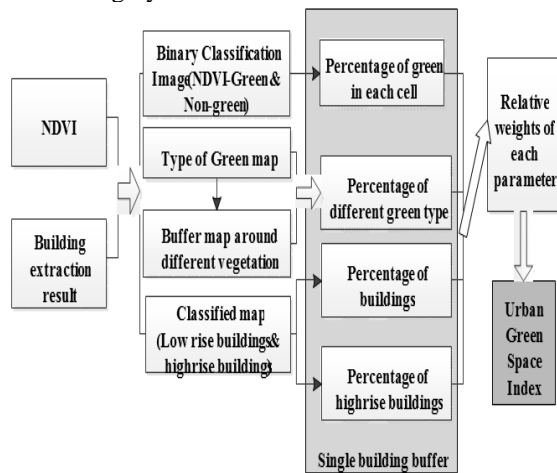 NDVI
Building
extraction
result
Binary Classification
Image(NDVI-Green &
Non-green)
Type of Green map
Buffer map around
different vegetation
Classified map
(Low rise buildings&
highrise buildings)
Percentage of green
in each cell
Percentage of
different green type
Percentage of
buildings
Percentage of
highrise buildings
Single building buffer
Relative
weights of
each
parameter
Urban
Green
Space
Index